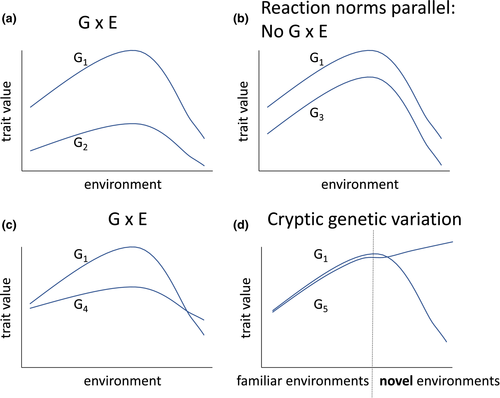 (a)
G x E
G1
G2
trait value
environment
(b)
Reaction norms parallel:
No G x E
G1
G3
trait value
environment
(c)
G x E
G1
G4
trait value
environment
(d)
Cryptic genetic variation
G1
G5
trait value
familiar environments
novel environments